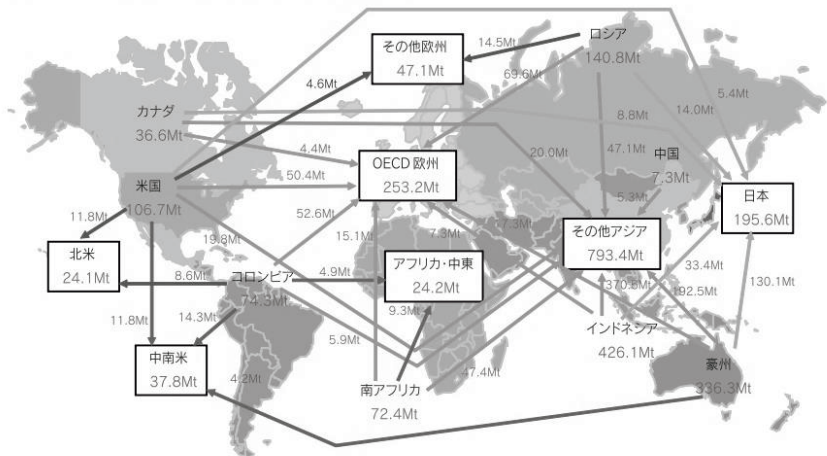 ロシア
140.8Mt
その他欧州
47.1Mt
14.5Mt
4.6Mt
69.6Mt
5.4Mt
カナダ
36.6Mt
8.8Mt
14.0Mt
4.4Mt
OECD 欧州
253.2Mt
20.0Mt
47.1Mt
中国
7.3Mt
5.3Mt
日本
195.6Mt
米国
106.7Mt
50.4Mt
52.6Mt
11.8Mt
北米
24.1Mt
19.8Mt
15.1Mt
7.3Mt
7.3Mt
その他アジア
793.4Mt
8.6Mt
コロンビア
74.3Mt
4.9Mt
アフリカ・中東
24.2Mt
33.4Mt
130.1Mt
192.5Mt
11.8Mt
14.3Mt
9.3Mt
インドネシア
426.1Mt
5.9Mt
中南米
37.8Mt
4.2Mt
47.4Mt
南アフリカ
72.4Mt
豪州
336.3Mt